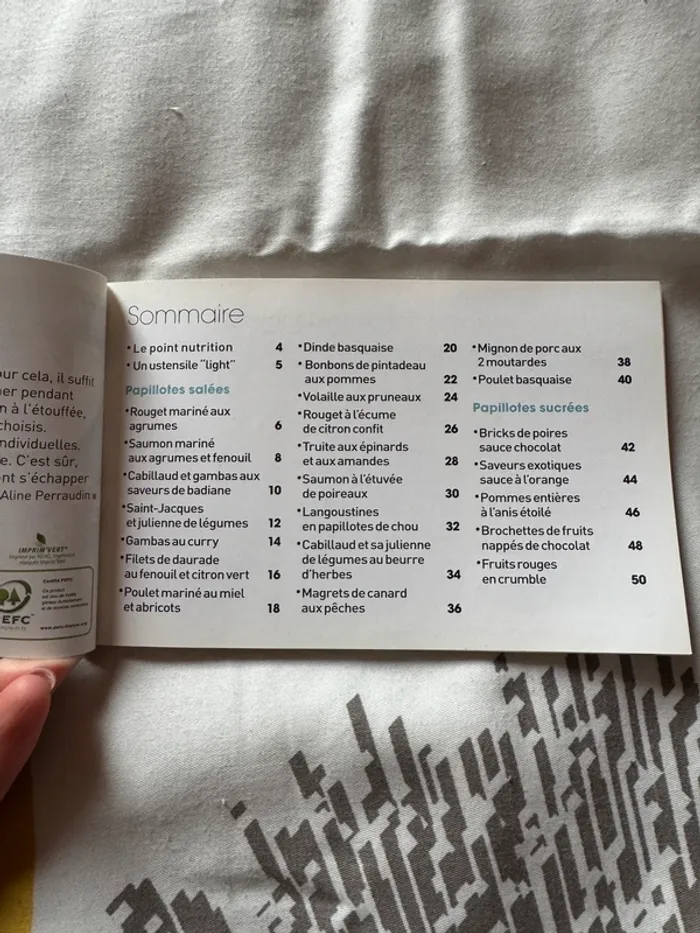 our cela, il suffit
er pendant
n à l'étouffée,
choisis.
ndividuelles.
e. C'est sûr,
nt s'échapper
Aline Perraudin
IMPRIM'VERT®
Certifié PEFC
EFC™
Sommaire
• Le point nutrition 4
• Un ustensile "light" 5
Papillotes salées
• Rouget mariné aux
agrumes 6
• Saumon mariné
aux agrumes et fenouil 8
• Cabillaud et gambas aux
saveurs de badiane 10
• Saint-Jacques
et julienne de légumes 12
• Gambas au curry 14
• Filets de daurade
au fenouil et citron vert 16
• Poulet mariné au miel
et abricots 18
• Dinde basquaise 20
• Bonbons de pintadeau
aux pommes 22
• Volaille aux pruneaux 24
• Rouget à l'écume
de citron confit 26
• Truite aux épinards
et aux amandes 28
• Saumon à l'étuvée
de poireaux 30
• Langoustines
en papillotes de chou 32
• Cabillaud et sa julienne
de légumes au beurre
d'herbes 34
• Magrets de canard
aux pêches 36
• Mignon de porc aux
2 moutardes 38
• Poulet basquaise 40
Papillotes sucrées
• Bricks de poires
sauce chocolat 42
• Saveurs exotiques
sauce à l'orange 44
• Pommes entières
à l'anis étoilé 46
• Brochettes de fruits
nappés de chocolat 48
• Fruits rouges
en crumble 50